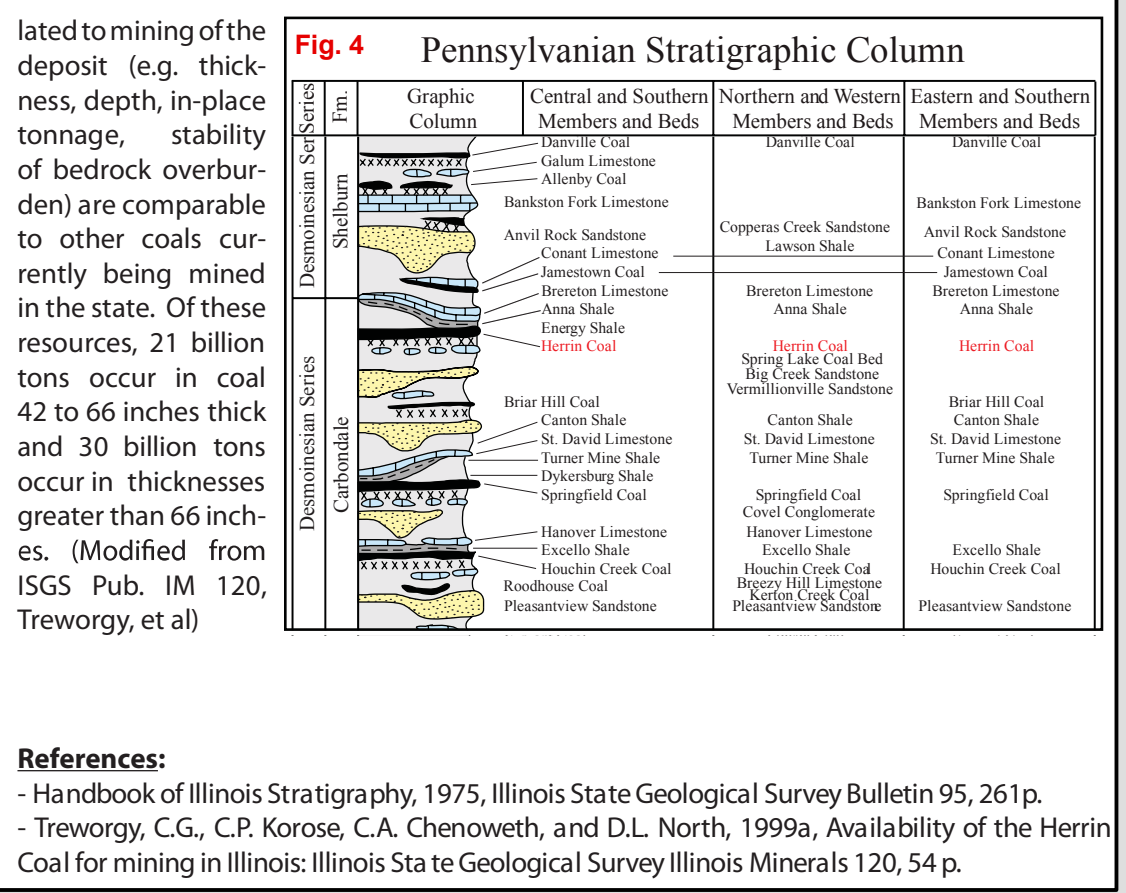 lated to mining of the
deposit (e.g. thick-
ness, depth, in-place
tonnage, stability
of bedrock overbur-
den) are comparable
to other coals cur-
rently being mined
in the state. Of these
resources, 21 billion
tons occur in coal
42 to 66 inches thick
and 30 billion tons
occur in thicknesses
greater than 66 inch-
es. (Modified from
ISGS Pub. IM 120,
Treworgy, et al)
Fig. 4
Pennsylvanian Stratigraphic Column
Series
Fm.
Graphic
Column
Central and Southern
Members and Beds
Northern and Western
Members and Beds
Eastern and Southern
Members and Beds
Desmoinesian Series
Shelburn
Desmoinesian Series
Carbondale
Danville Coal
Galum Limestone
Allenby Coal
Bankston Fork Limestone
Anvil Rock Sandstone
Conant Limestone
Jamestown Coal
Brereton Limestone
Anna Shale
Energy Shale
Herrin Coal
Briar Hill Coal
Canton Shale
St. David Limestone
Turner Mine Shale
Dykersburg Shale
Springfield Coal
Hanover Limestone
Excello Shale
Houchin Creek Coal
Roodhouse Coal
Pleasantview Sandstone
Danville Coal
Copperas Creek Sandstone
Lawson Shale
Brereton Limestone
Anna Shale
Herrin Coal
Spring Lake Coal Bed
Big Creek Sandstone
Vermillionville Sandstone
Canton Shale
St. David Limestone
Turner Mine Shale
Springfield Coal
Covel Conglomerate
Hanover Limestone
Excello Shale
Houchin Creek Coal
Breezy Hill Limestone
Kerton Creek Coal
Pleasantview Sandstone
Danville Coal
Bankston Fork Limestone
Anvil Rock Sandstone
Conant Limestone
Jamestown Coal
Brereton Limestone
Anna Shale
Herrin Coal
Briar Hill Coal
Canton Shale
St. David Limestone
Turner Mine Shale
Springfield Coal
Excello Shale
Houchin Creek Coal
Pleasantview Sandstone
References:
- Handbook of Illinois Stratigraphy, 1975, Illinois State Geological Survey Bulletin 95, 261p.
- Treworgy, C.G., C.P. Korose, C.A. Chenoweth, and D.L. North, 1999a, Availability of the Herrin
Coal for mining in Illinois: Illinois State Geological Survey Illinois Minerals 120, 54 p.